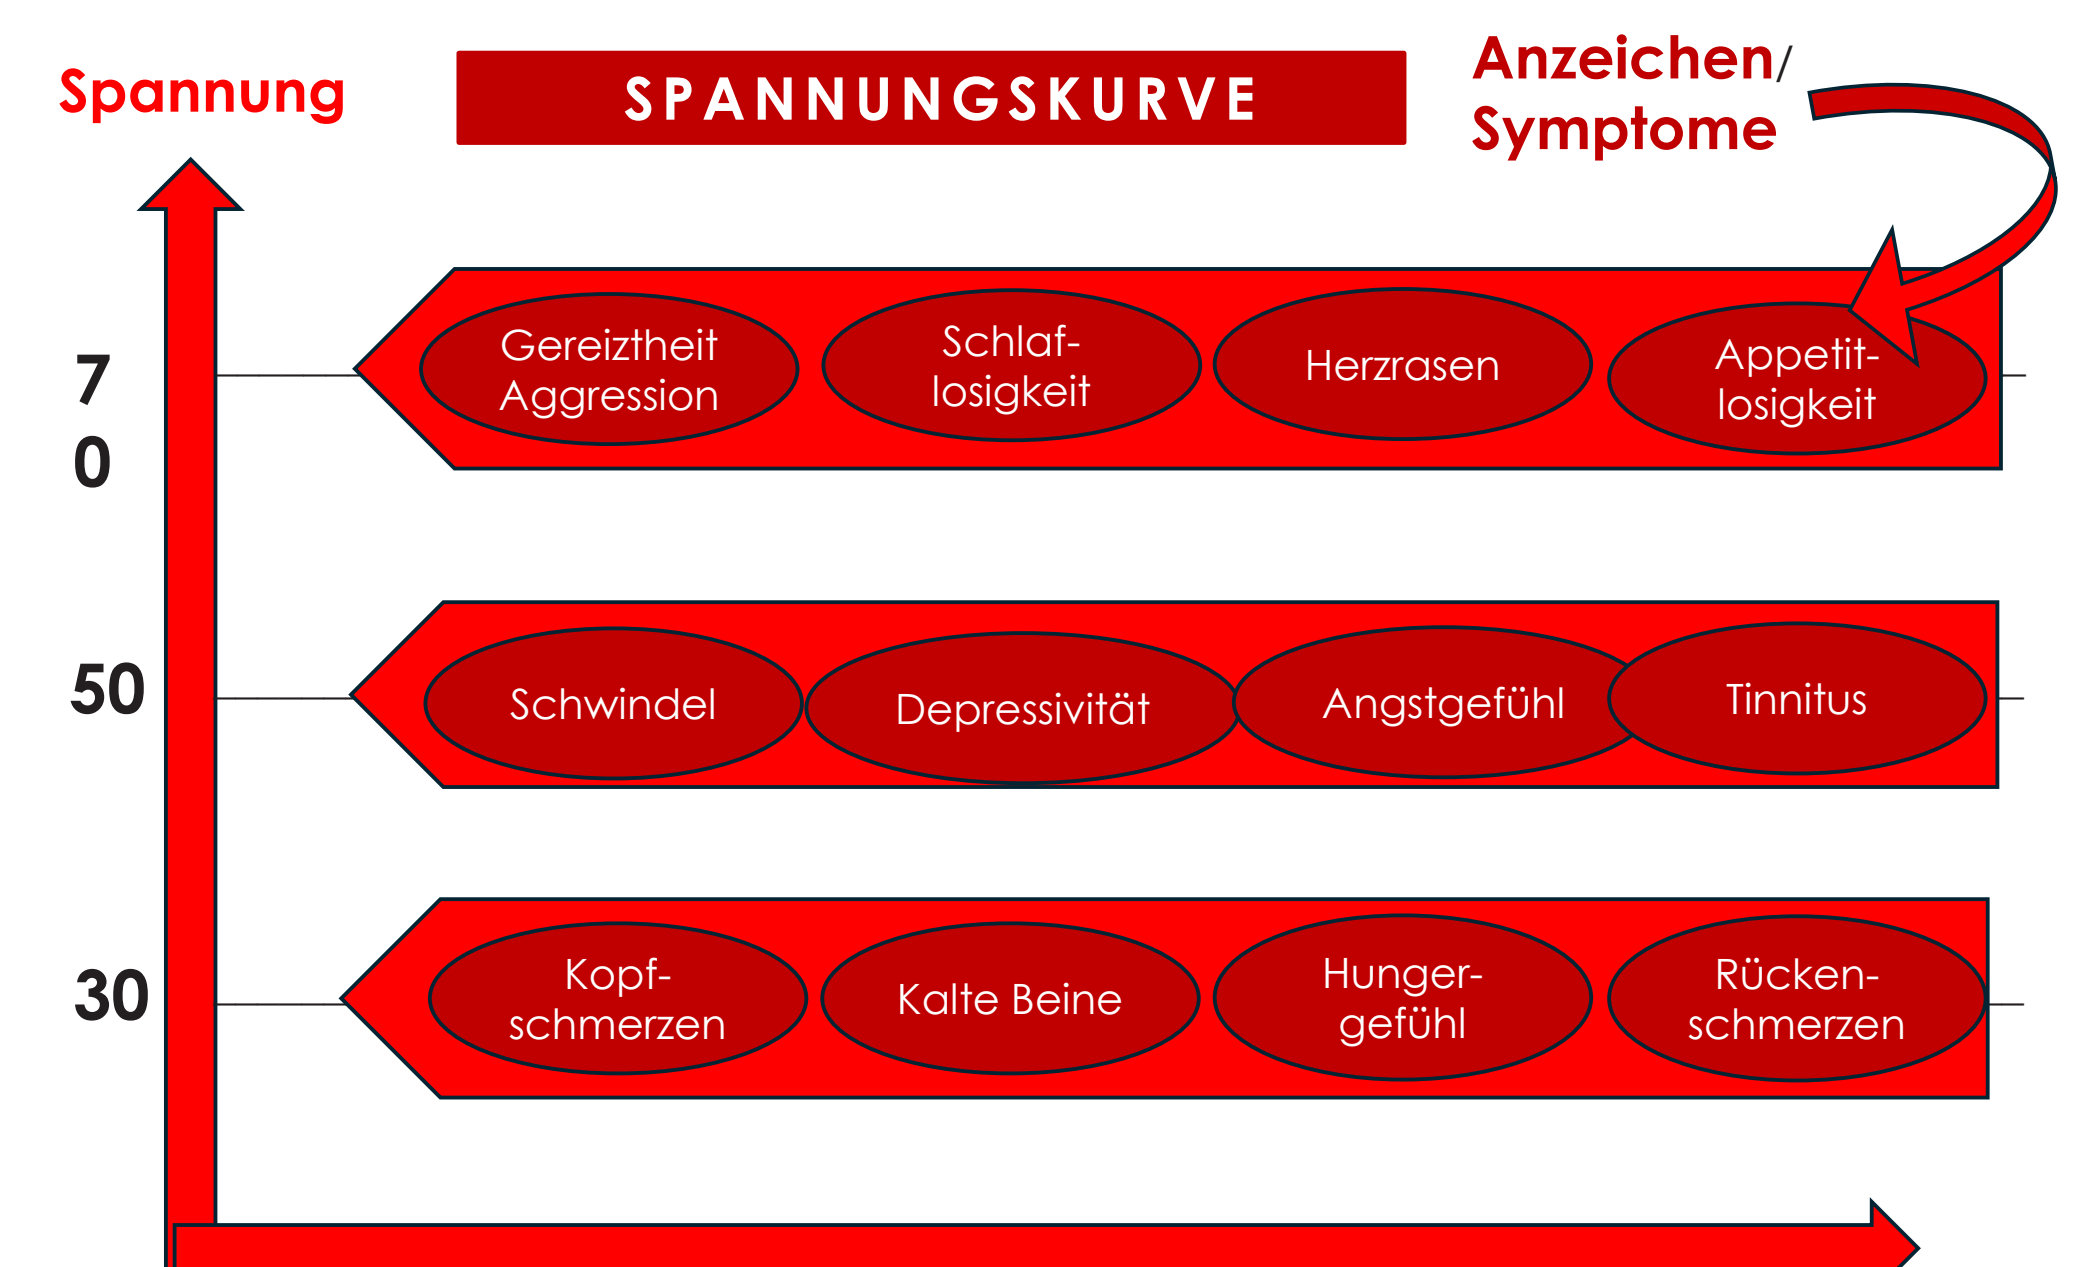 Spannung
SPANNUNGSKURVE
Anzeichen/
Symptome
7
0
Gereiztheit
Aggression
Schlaf-
losigkeit
Herzrasen
Appetit-
losigkeit
50
Schwindel
Depressivität
Angstgefühl
Tinnitus
30
Kopf-
schmerzen
Kalte Beine
Hunger-
gefühl
Rücken-
schmerzen